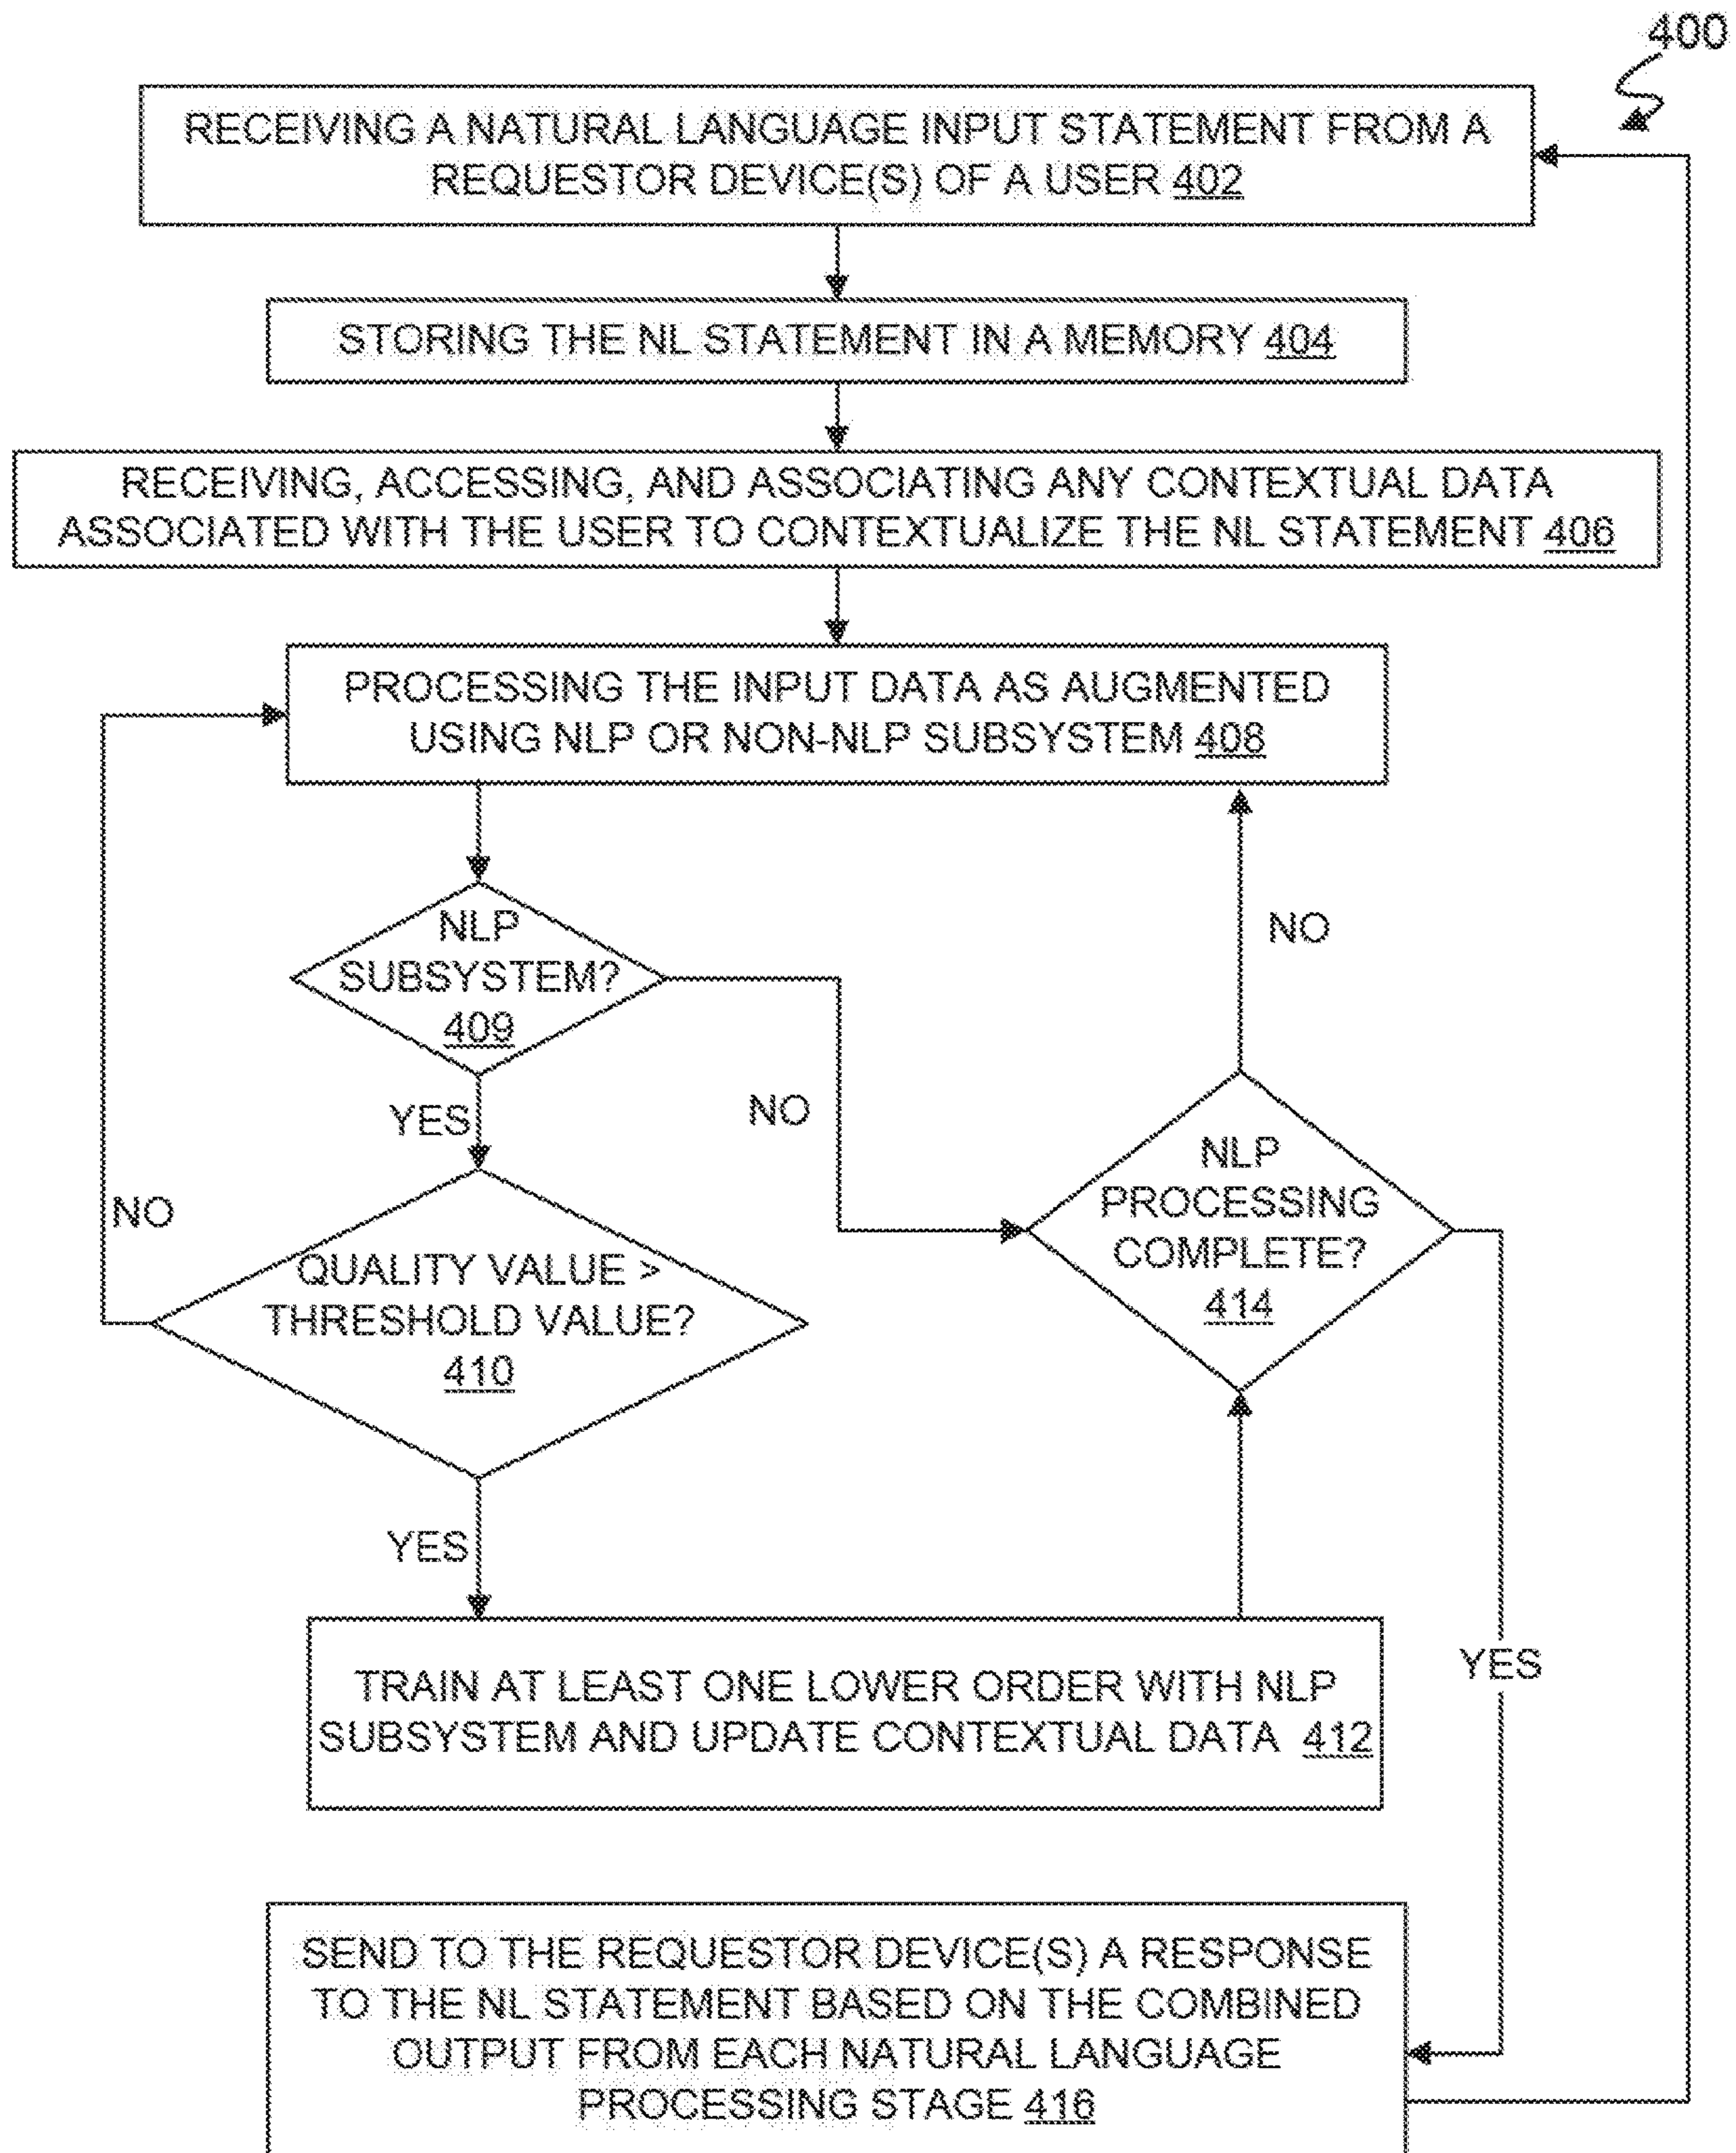 400
RECEIVING A NATURAL LANGUAGE INPUT STATEMENT FROM A
REQUESTOR DEVICE(S) OF A USER 402
STORING THE NL STATEMENT IN A MEMORY 404
RECEIVING, ACCESSING, AND ASSOCIATING ANY CONTEXTUAL DATA
ASSOCIATED WITH THE USER TO CONTEXTUALIZE THE NL STATEMENT 406
PROCESSING THE INPUT DATA AS AUGMENTED
USING NLP OR NON-NLP SUBSYSTEM 408
NLP
SUBSYSTEM?
409
NO
YES
NO
NO
QUALITY VALUE >
THRESHOLD VALUE?
410
NLP
PROCESSING
COMPLETE?
414
YES
YES
TRAIN AT LEAST ONE LOWER ORDER WITH NLP
SUBSYSTEM AND UPDATE CONTEXTUAL DATA 412
SEND TO THE REQUESTOR DEVICE(S) A RESPONSE
TO THE NL STATEMENT BASED ON THE COMBINED
OUTPUT FROM EACH NATURAL LANGUAGE
PROCESSING STAGE 416